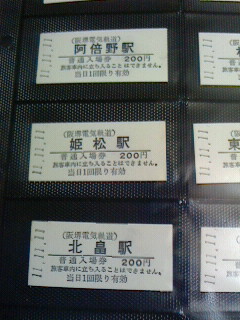 (阪堺電気軌道)
阿倍野駅
普通入場券 200円
旅客車内に立ち入ることはできません。
当日1回限り有効
11.11.11
(阪堺電気軌道)
姫松駅
普通入場券 200円
旅客車内に立ち入ることはできません。
当日1回限り有効
11.11.11
東
(阪堺電気軌道)
北畠駅
普通入場券 200円
旅客車内に立ち入ることはできません。
当日1回限り有効
11.11.11